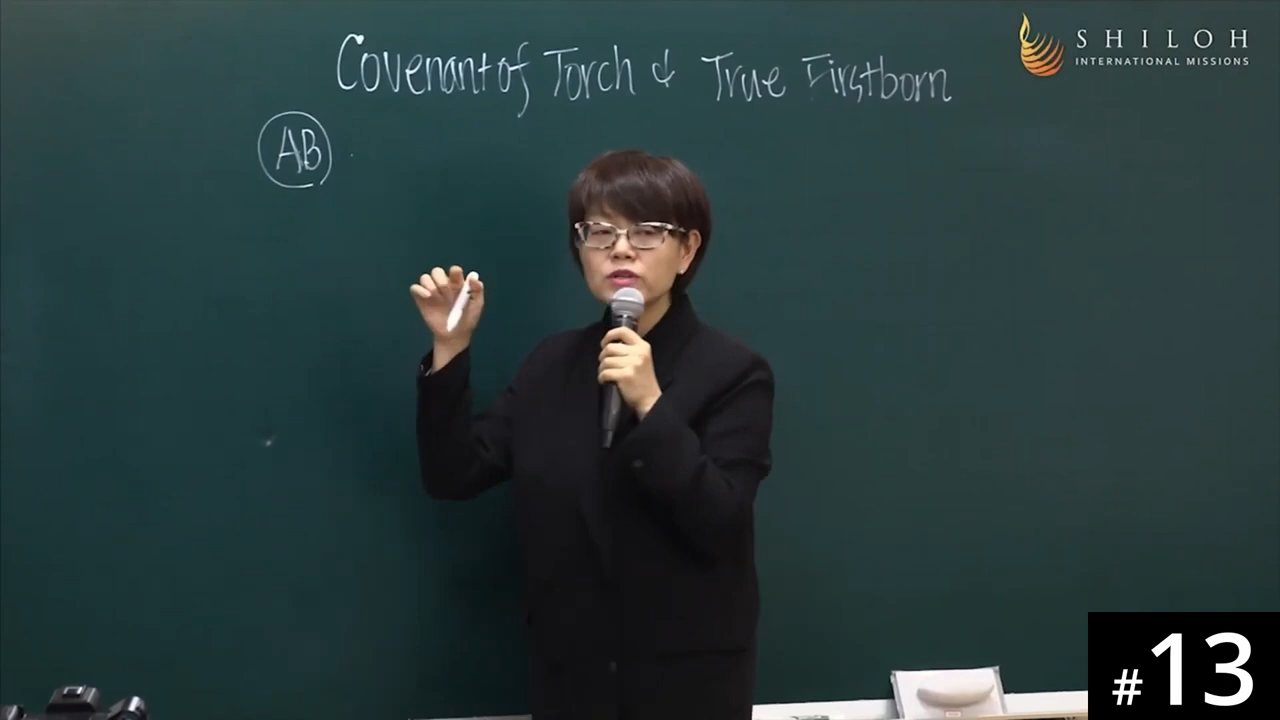 Covenant of Torch & True Firstborn
SHILOH
INTERNATIONAL MISSIONS
AB
#13